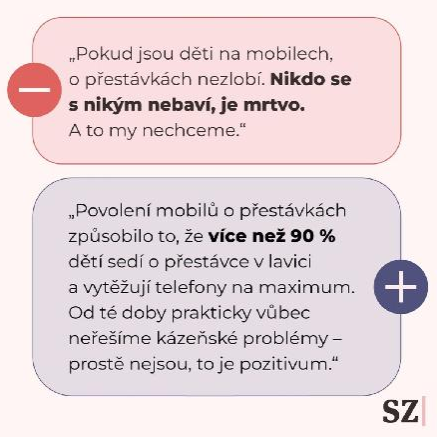 „Pokud jsou děti na mobilech,
o přestávkách nezlobí. Nikdo se
s nikým nebaví, je mrtvo.
A to my nechceme.“
„Povolení mobilů o přestávkách
způsobilo to, že více než 90 %
dětí sedí o přestávce v lavici
a vytěžují telefony na maximum.
Od té doby prakticky vůbec
neřešíme kázeňské problémy –
prostě nejsou, to je pozitivum.“
SZ